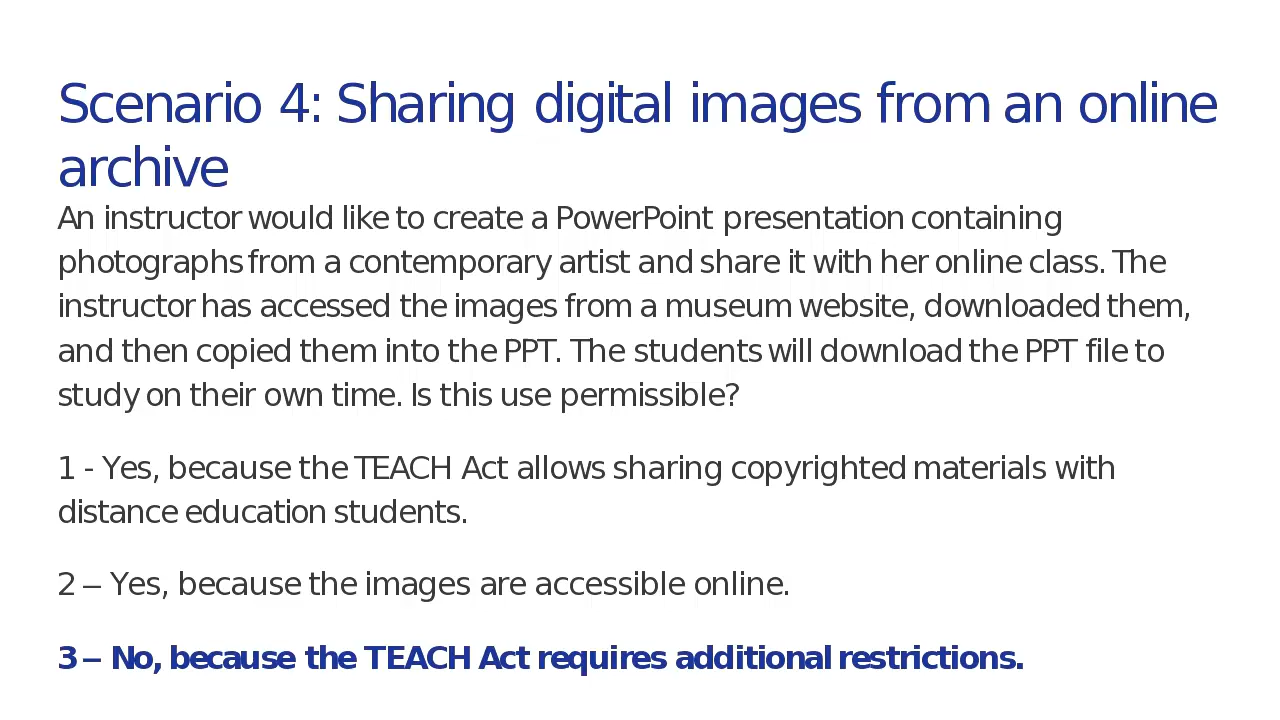 Scenario 4: Sharing digital images from an online
archive
An instructor would like to create a PowerPoint presentation containing
photographs from a contemporary artist and share it with her online class. The
instructor has accessed the images from a museum website, downloaded them,
and then copied them into the PPT. The students will download the PPT file to
study on their own time. Is this use permissible?
1 - Yes, because the TEACH Act allows sharing copyrighted materials with
distance education students.
2 – Yes, because the images are accessible online.
3 – No, because the TEACH Act requires additional restrictions.